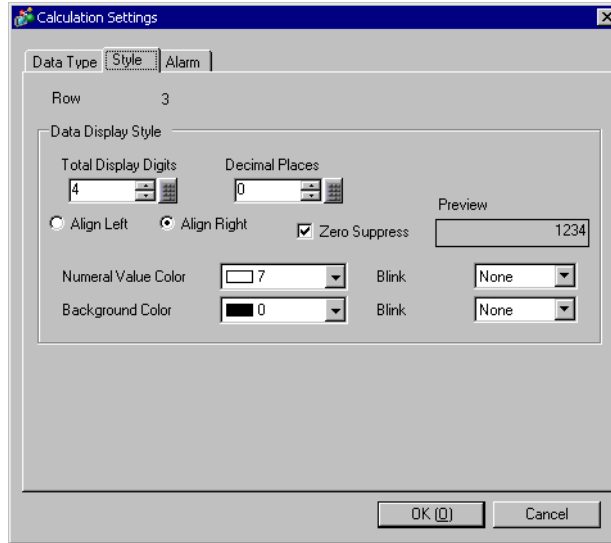 Calculation Settings
Data Type Style Alarm
Row 3
Data Display Style
Total Display Digits Decimal Places
4 0
Preview
Align Left Align Right Zero Suppress 1234
Numeral Value Color 7 Blink None
Background Color 0 Blink None
OK (O) Cancel